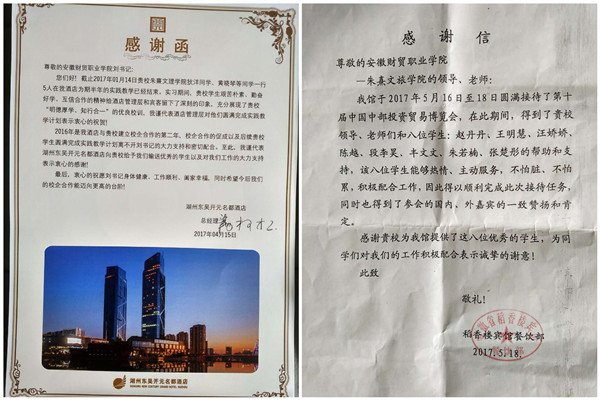 感谢函
尊敬的安徽财贸职业学院刘书记:
您们好! 截止2017年01月14日贵校朱熹文理学院狄洋同学、黄晓琴等同学一行
5人在我酒店为期半年的实践教学已经结束。实习期间,贵校学生艰苦朴素、勤奋
好学、互信合作的精神给酒店管理层和宾客留下了深刻的印象,充分展现了贵校
“明德摩学、知行合一”的优良校训。我谨代表酒店管理层对他们圆满完成实践教
学计划表示衷心的祝贺!
2016年是我酒店与贵校建立校企合作的第二年,校企合作的促成以及后续贵校
学生圆满完成实践教学计划离不开刘书记的大力支持和密切配合。至此,我谨代表
湖州东吴开元名都酒店向贵校给予我们输送优秀的学生以及对我们工作的大力支持
表示衷心的感谢!
最后,衷心的祝愿刘书记身体健康、工作顺利、阖家幸福,同时希望今后我们
的校企合作能迈向更高的台阶!
湖州东吴开元名都酒店
总经理:
2017年04月15日
湖州东吴开元名都酒店
感谢信
尊敬的安徽财贸职业学院
—朱熹文旅学院的领导、老师:
我馆于2017年5月16至18日圆满接待了第十
届中国中部投资贸易博览会,在此期间,得到了贵校
领导、老师们和八位学生:赵丹丹、王明慧、汪娇娇、
陈越、段李昊、丰文文、朱若楠、张楚彤的帮助和支
持,该八位学生能够热情、主动服务,不怕脏、不怕
累,积极配合工作,因此得以顺利完成此次接待任务,
同时也得到了参会的国内、外嘉宾的一致赞扬和肯
定。
感谢贵校为我馆提供了这八位优秀的学生,为同
学们对我们的工作积极配合表示诚挚的谢意!
此致
敬礼!
稻香楼宾馆餐饮部
2017.5.18.